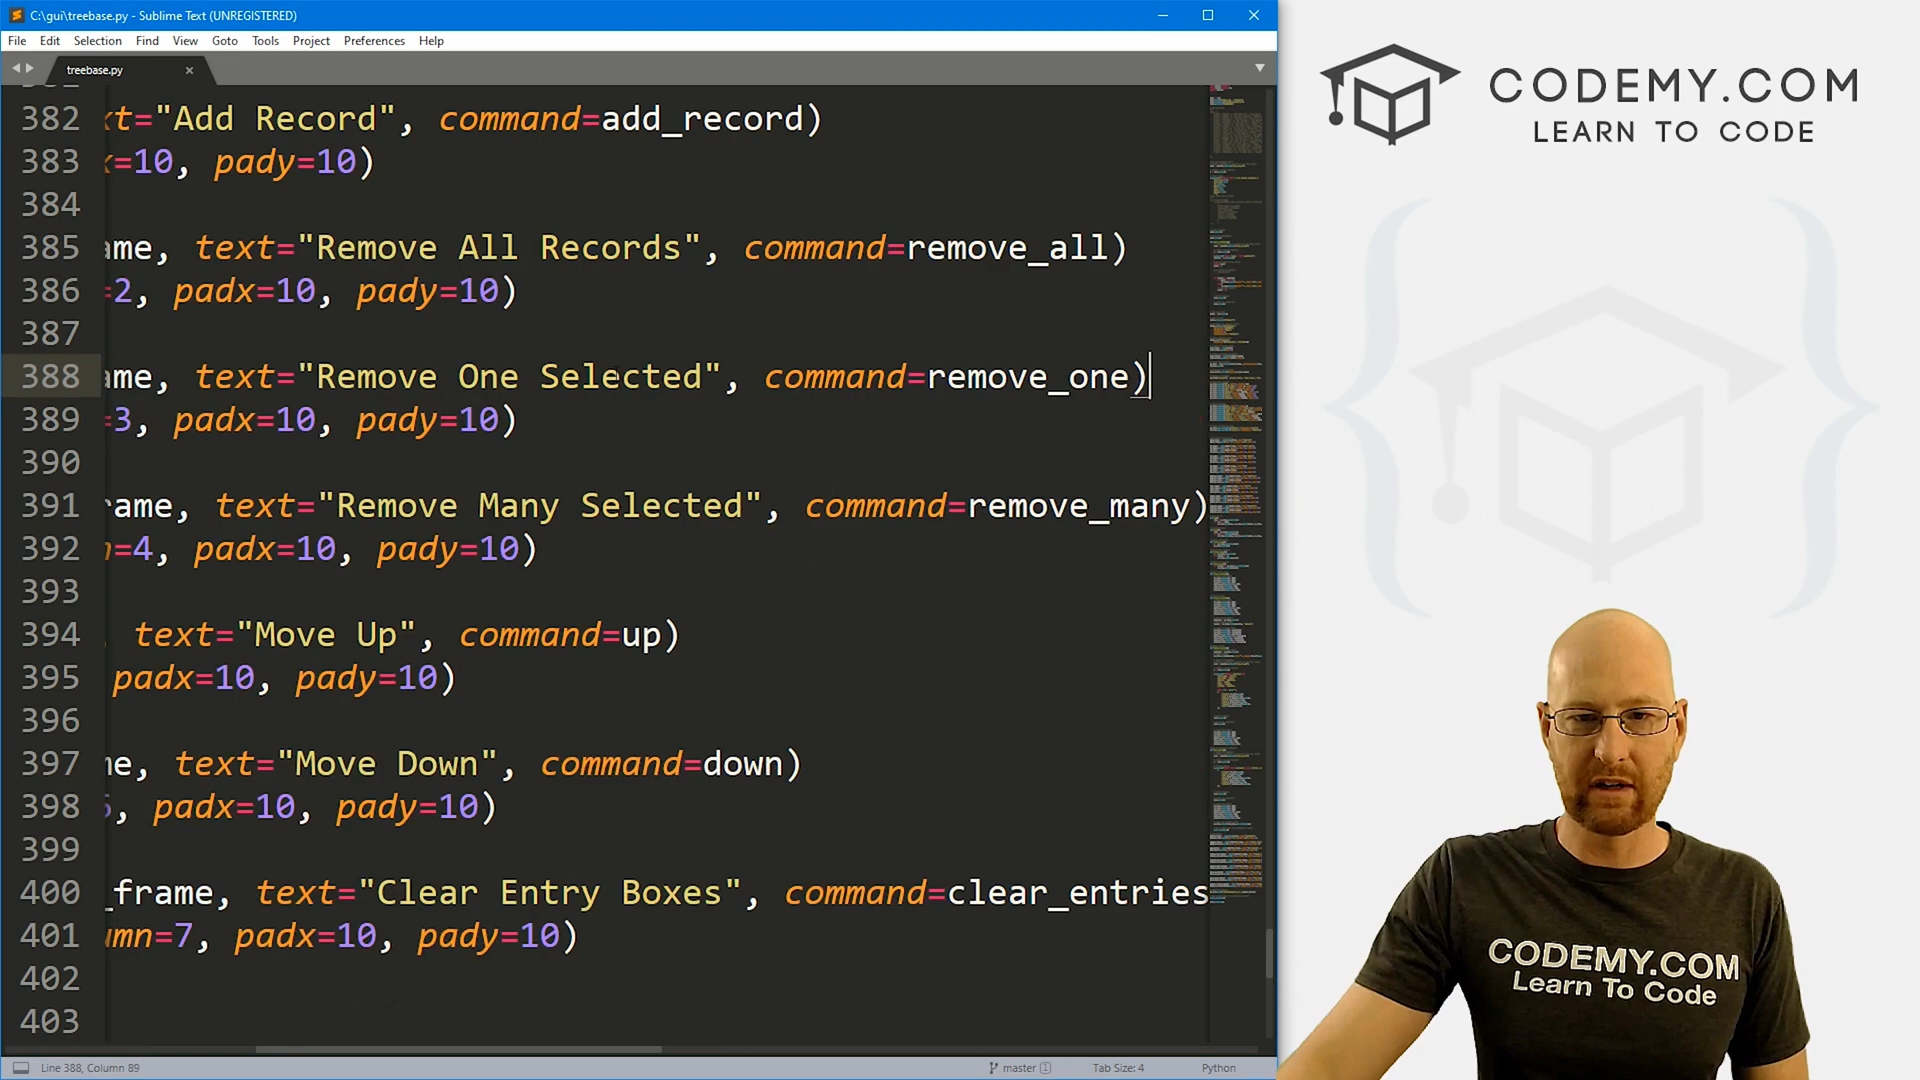 C:\gui\treebase.py - Sublime Text (UNREGISTERED)
File Edit Selection Find View Goto Tools Project Preferences Help
treebase.py
382 xt="Add Record", command=add_record)
383 x=10, pady=10)
384
385 ame, text="Remove All Records", command=remove_all)
386 =2, padx=10, pady=10)
387
388 ame, text="Remove One Selected", command=remove_one)
389 =3, padx=10, pady=10)
390
391 rame, text="Remove Many Selected", command=remove_many)
392 n=4, padx=10, pady=10)
393
394 , text="Move Up", command=up)
395 padx=10, pady=10)
396
397 me, text="Move Down", command=down)
398 , padx=10, pady=10)
399
400 _frame, text="Clear Entry Boxes", command=clear_entries
401 umn=7, padx=10, pady=10)
402
403
Line 388, Column 89
master 1
Tab Size: 4
Python
CODEMY.COM
LEARN TO CODE
CODEMY.COM
Learn To Code